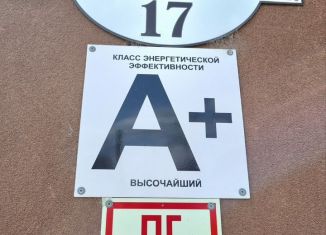 17
КЛАСС ЭНЕРГЕТИЧЕСКОЙ
ЭФФЕКТИВНОСТИ
A+
ВЫСОЧАЙШИЙ
ПГ